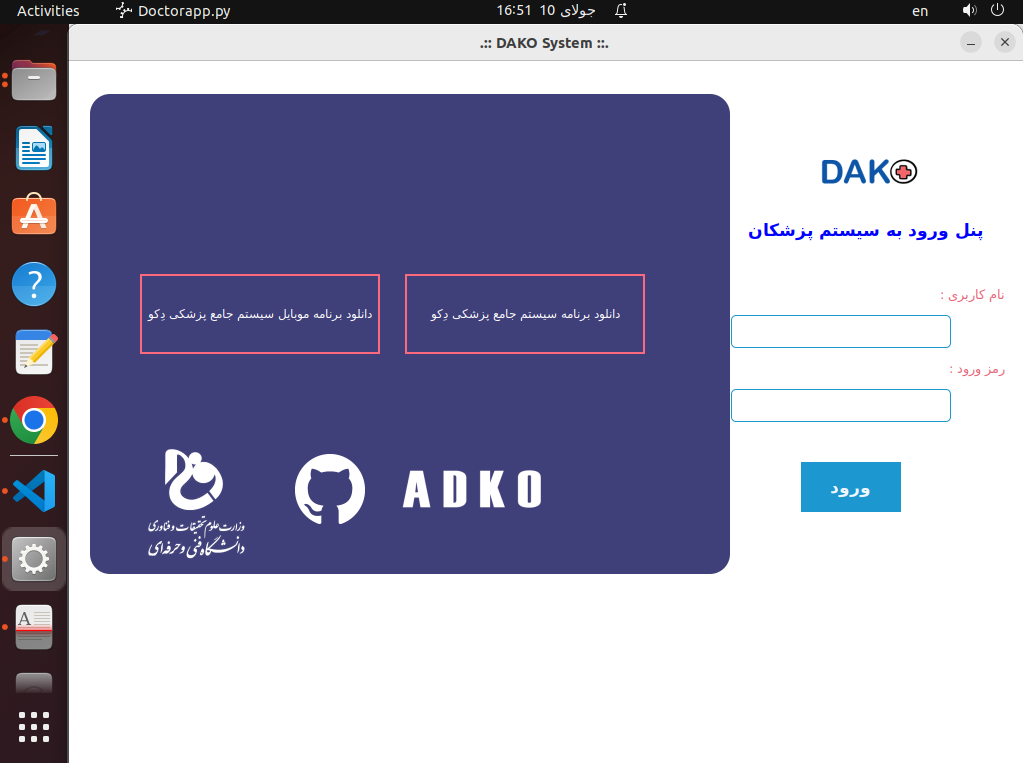 Activities
Doctorapp.py
16:51 10 جولای
en
.:: DAKO System ::.
DAKO
پنل ورود به سیستم پزشکان
نام کاربری :
رمز ورود :
ورود
دانلود برنامه سیستم جامع پزشکی دِکو
دانلود برنامه موبایل سیستم جامع پزشکی دِکو
ADKO
وزارت علوم تحقیقات و فناوری
دانشگاه فنی و حرفه‌ای